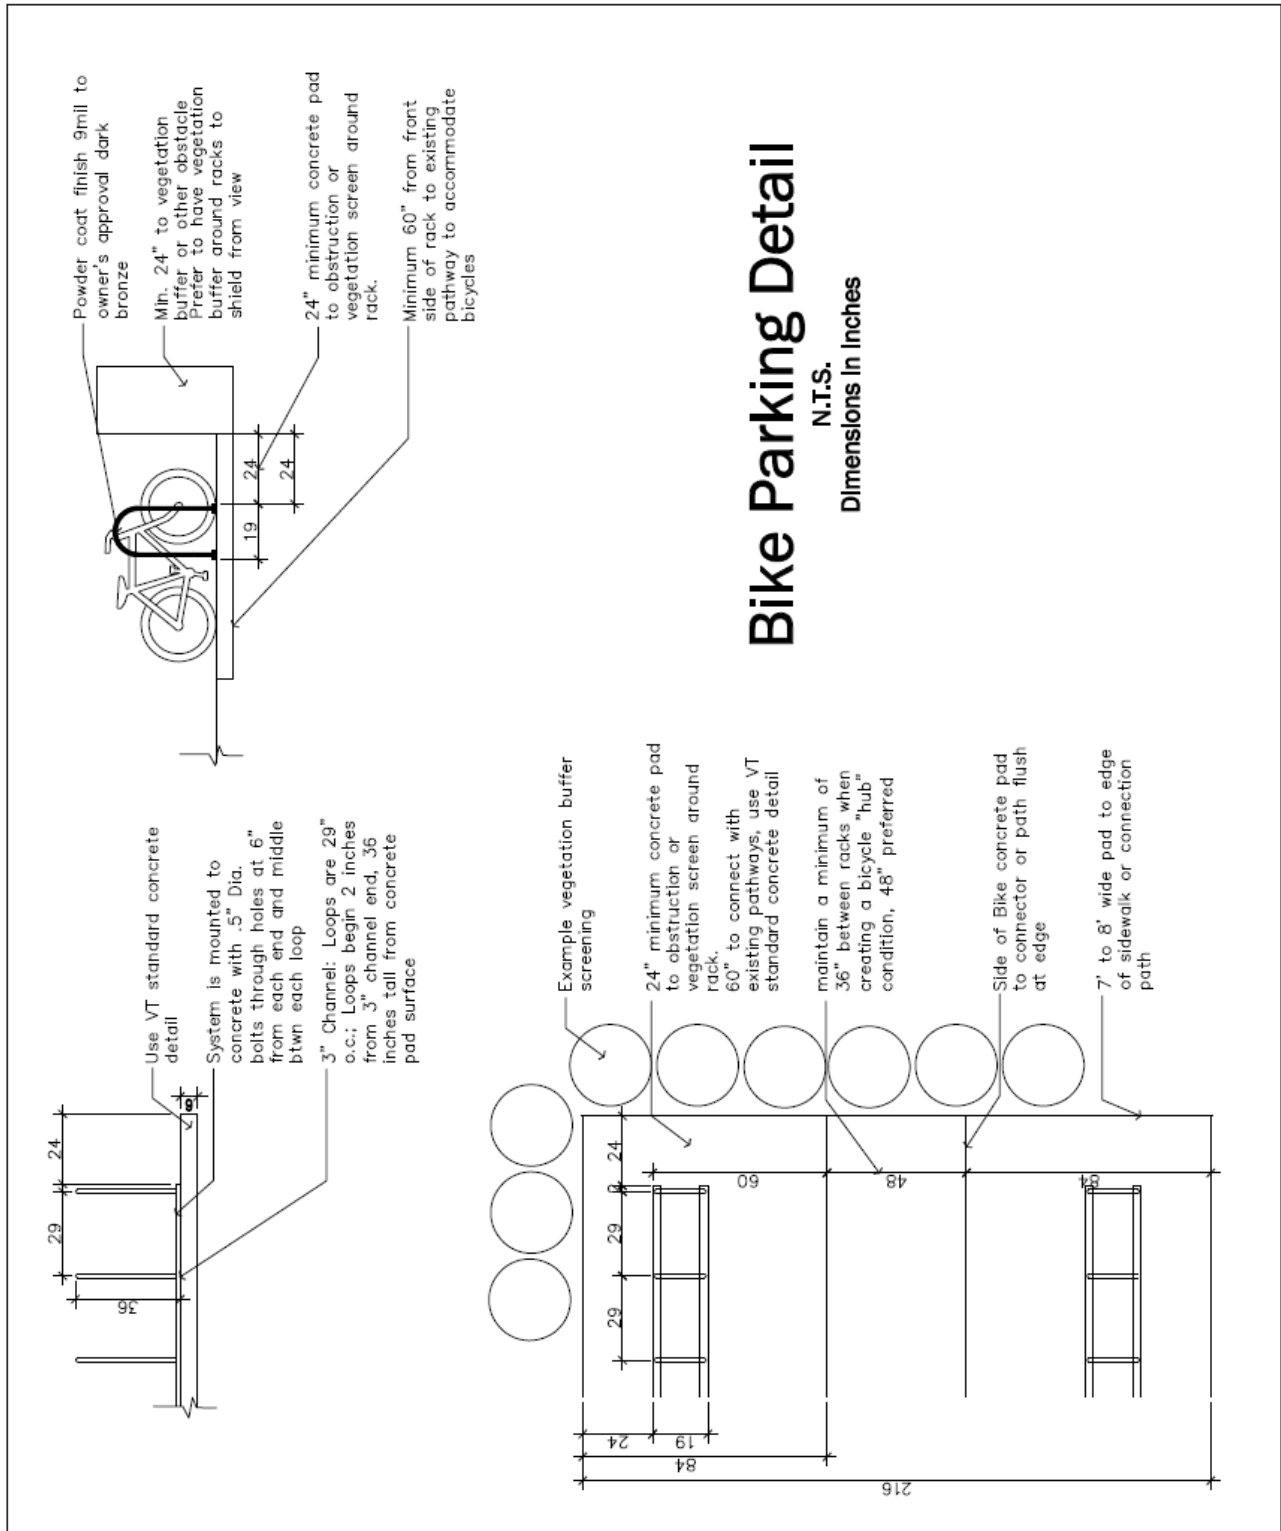 Powder coat finish 9mil to
owner's approval dark
bronze
Min. 24" to vegetation
buffer or other obstacle
Prefer to have vegetation
buffer around racks to
shield from view
24" minimum concrete pad
to obstruction or
vegetation screen around
rack.
Minimum 60" from front
side of rack to existing
pathway to accommodate
bicycles
19
24
24
Use VT standard concrete
detail
System is mounted to
concrete with .5" Dia.
bolts through holes at 6"
from each end and middle
btwn each loop
3" Channel: Loops are 29"
o.c.; Loops begin 2 inches
from 3" channel end, 36
inches tall from concrete
pad surface
36
29
24
Example vegetation buffer
screening
24" minimum concrete pad
to obstruction or
vegetation screen around
rack.
60" to connect with
existing pathways, use VT
standard concrete detail
maintain a minimum of
36" between racks when
creating a bicycle "hub"
condition, 48" preferred
Side of Bike concrete pad
to connector or path flush
at edge
7' to 8' wide pad to edge
of sidewalk or connection
path
29
29
24
24
19
84
216
60
48
84
Bike Parking Detail
N.T.S.
Dimensions In Inches